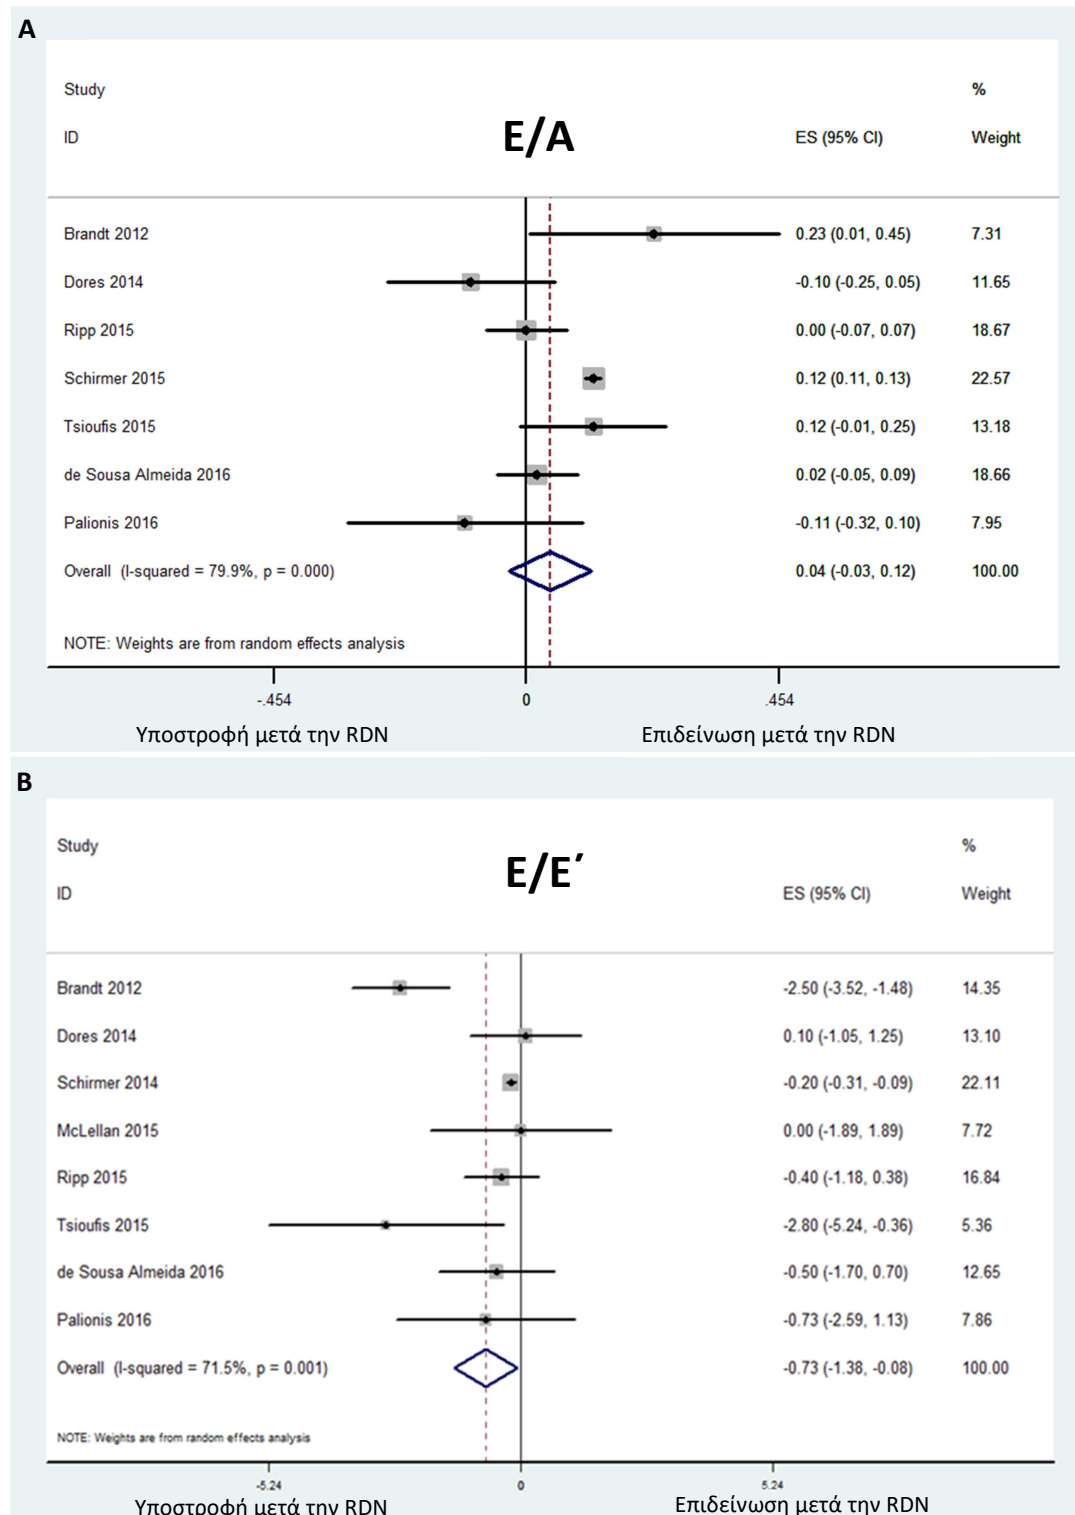 A
Study %
ID E/A ES (95% CI) Weight
Brandt 2012 0.23 (0.01, 0.45) 7.31
Dores 2014 -0.10 (-0.25, 0.05) 11.65
Ripp 2015 0.00 (-0.07, 0.07) 18.67
Schirmer 2015 0.12 (0.11, 0.13) 22.57
Tsioufis 2015 0.12 (-0.01, 0.25) 13.18
de Sousa Almeida 2016 0.02 (-0.05, 0.09) 18.66
Palionis 2016 -0.11 (-0.32, 0.10) 7.95
Overall (I-squared = 79.9%, p = 0.000) 0.04 (-0.03, 0.12) 100.00
NOTE: Weights are from random effects analysis
-.454 0 .454
Υποστροφή μετά την RDN Επιδείνωση μετά την RDN
B
Study %
E/E΄
ID ES (95% CI) Weight
Brandt 2012 -2.50 (-3.52, -1.48) 14.35
Dores 2014 0.10 (-1.05, 1.25) 13.10
Schirmer 2014 -0.20 (-0.31, -0.09) 22.11
McLellan 2015 0.00 (-1.89, 1.89) 7.72
Ripp 2015 -0.40 (-1.18, 0.38) 16.84
Tsioufis 2015 -2.80 (-5.24, -0.36) 5.36
de Sousa Almeida 2016 -0.50 (-1.70, 0.70) 12.65
Palionis 2016 -0.73 (-2.59, 1.13) 7.86
Overall (I-squared = 71.5%, p = 0.001) -0.73 (-1.38, -0.08) 100.00
NOTE: Weights are from random effects analysis
-5.24 0 5.24
Υποστροφή μετά την RDN Επιδείνωση μετά την RDN